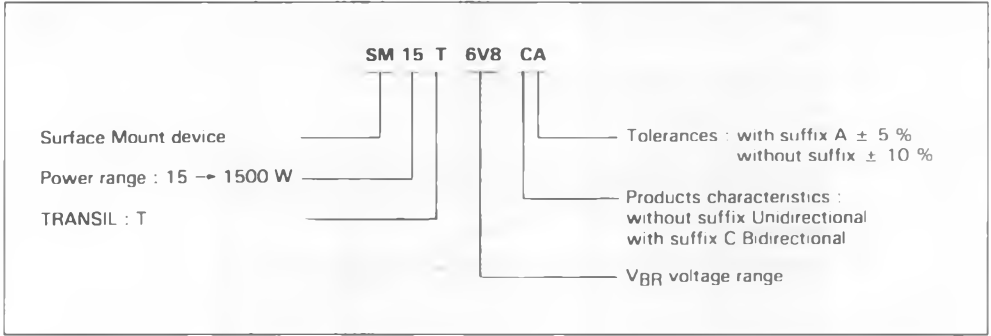 SM 15 T 6V8 CA
Surface Mount device
Power range : 15 → 1500 W
TRANSIL : T
Tolerances : with suffix A ± 5 %
without suffix ± 10 %
Products characteristics :
without suffix Unidirectional
with suffix C Bidirectional
VBR voltage range